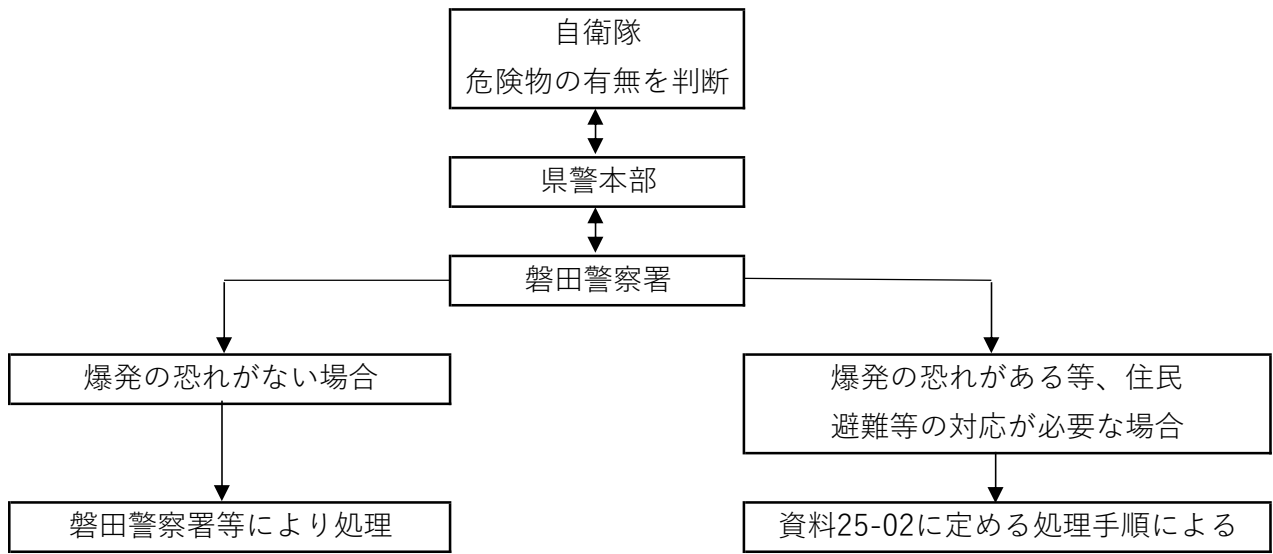 自衛隊
危険物の有無を判断
県警本部
磐田警察署
爆発の恐れがない場合
爆発の恐れがある等、住民
避難等の対応が必要な場合
磐田警察署等により処理
資料25-02に定める処理手順による